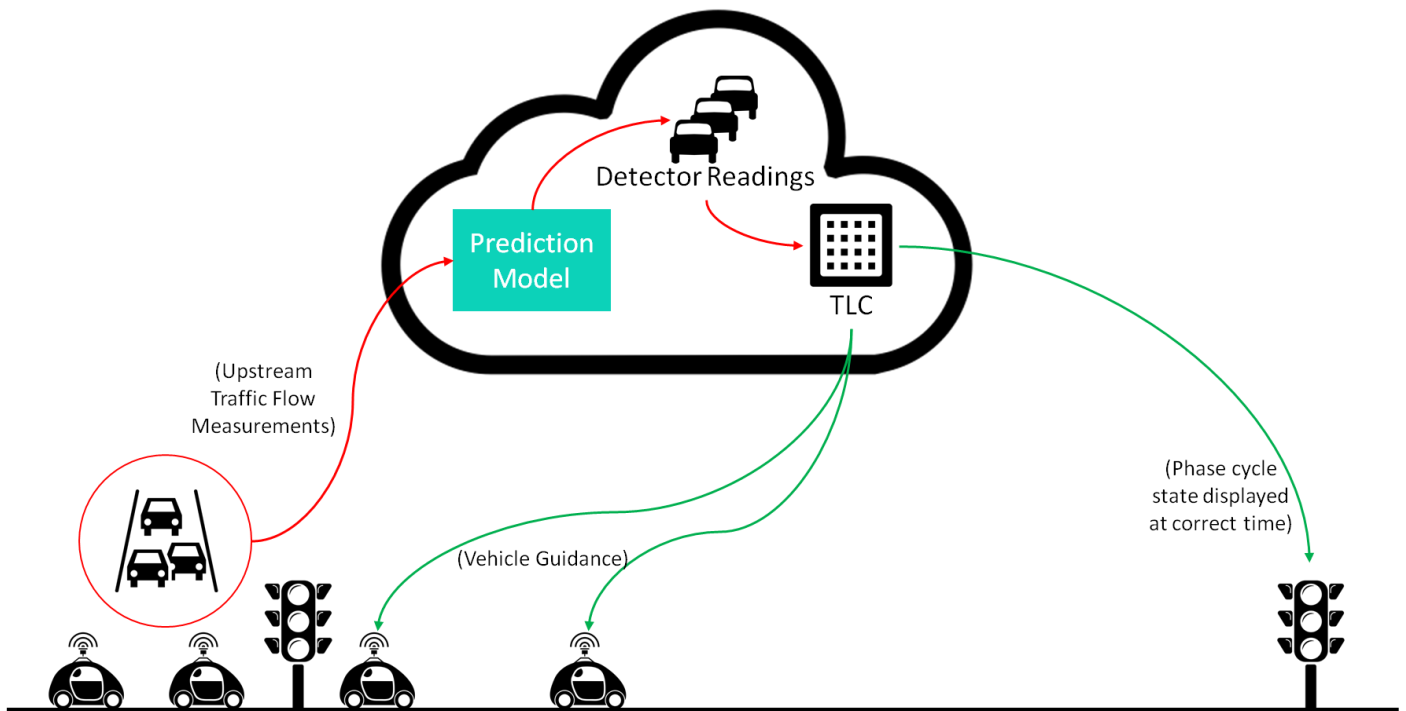 Detector Readings
Prediction
Model
TLC
(Upstream
Traffic Flow
Measurements)
(Vehicle Guidance)
(Phase cycle
state displayed
at correct time)